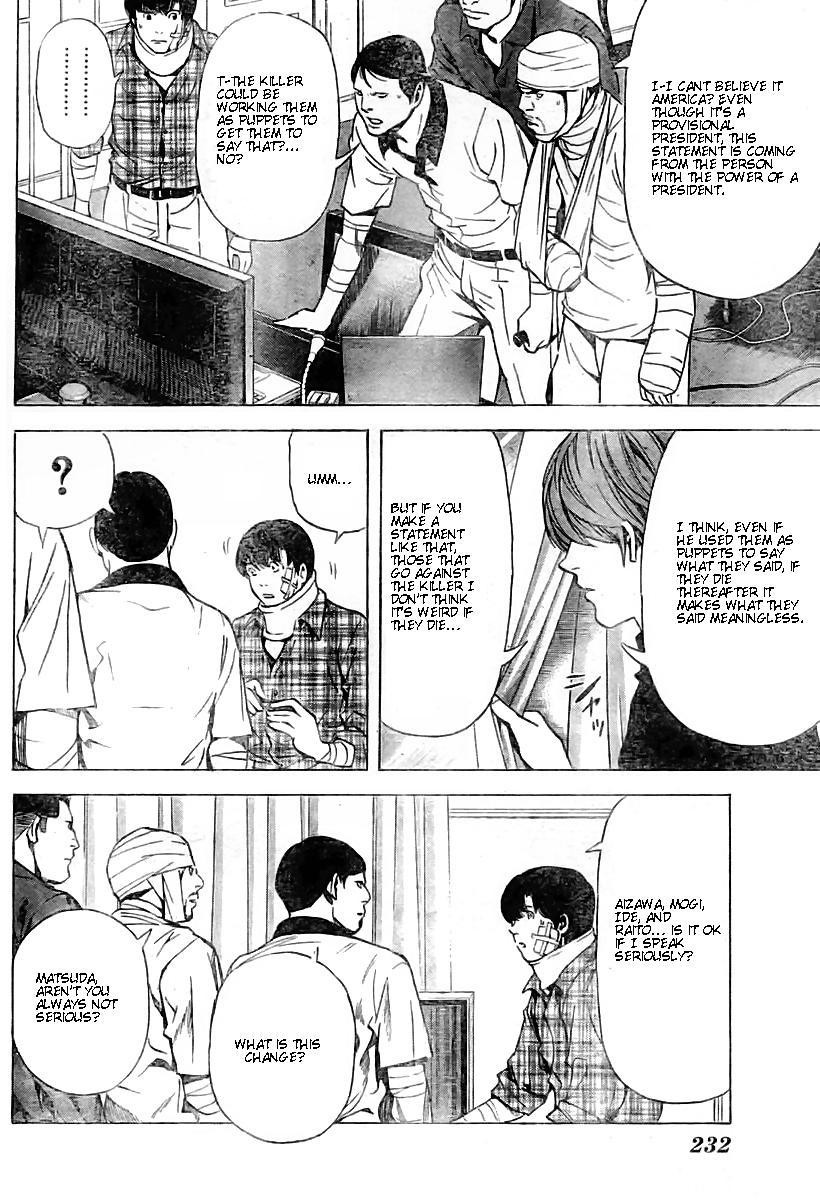 I-I CAN'T BELIEVE IT
AMERICA? EVEN
THOUGH IT'S A
PROVISIONAL
PRESIDENT, THIS
STATEMENT IS COMING
FROM THE PERSON
WITH THE POWER OF A
PRESIDENT.
T-THE KILLER
COULD BE
WORKING THEM
AS PUPPETS TO
GET THEM TO
SAY THAT?...
NO?
............
I THINK, EVEN IF
HE USED THEM AS
PUPPETS TO SAY
WHAT THEY SAID, IF
THEY DIE
THEREAFTER IT
MAKES WHAT THEY
SAID MEANINGLESS.
ャッ
BUT IF YOU
MAKE A
STATEMENT
LIKE THAT,
THOSE THAT
GO AGAINST
THE KILLER I
DON'T THINK
IT'S WEIRD IF
THEY DIE...
UMM...
?
AIZAWA, MOGI,
IDE, AND
RAITO... IS IT OK
IF I SPEAK
SERIOUSLY?
WHAT IS THIS
CHANGE?
MATSUDA,
AREN'T YOU
ALWAYS NOT
SERIOUS?
232